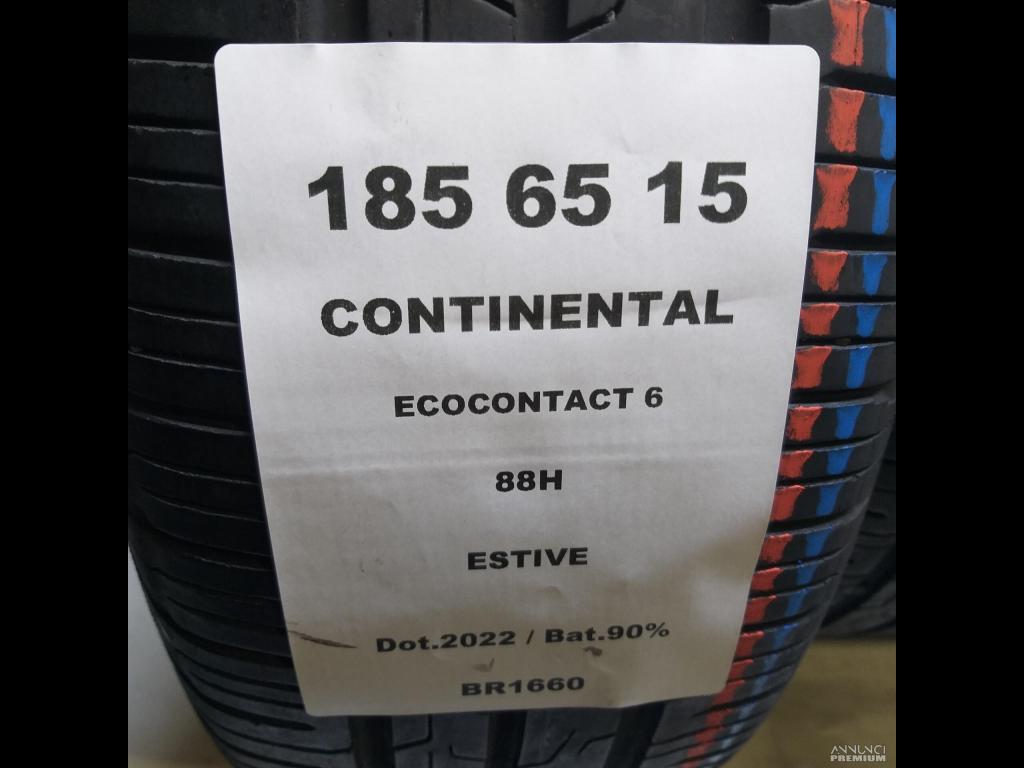 185 65 15
CONTINENTAL
ECOCONTACT 6
88H
ESTIVE
Dot.2022 / Bat.90%
BR1660
ANNUNCI
PREMIUM